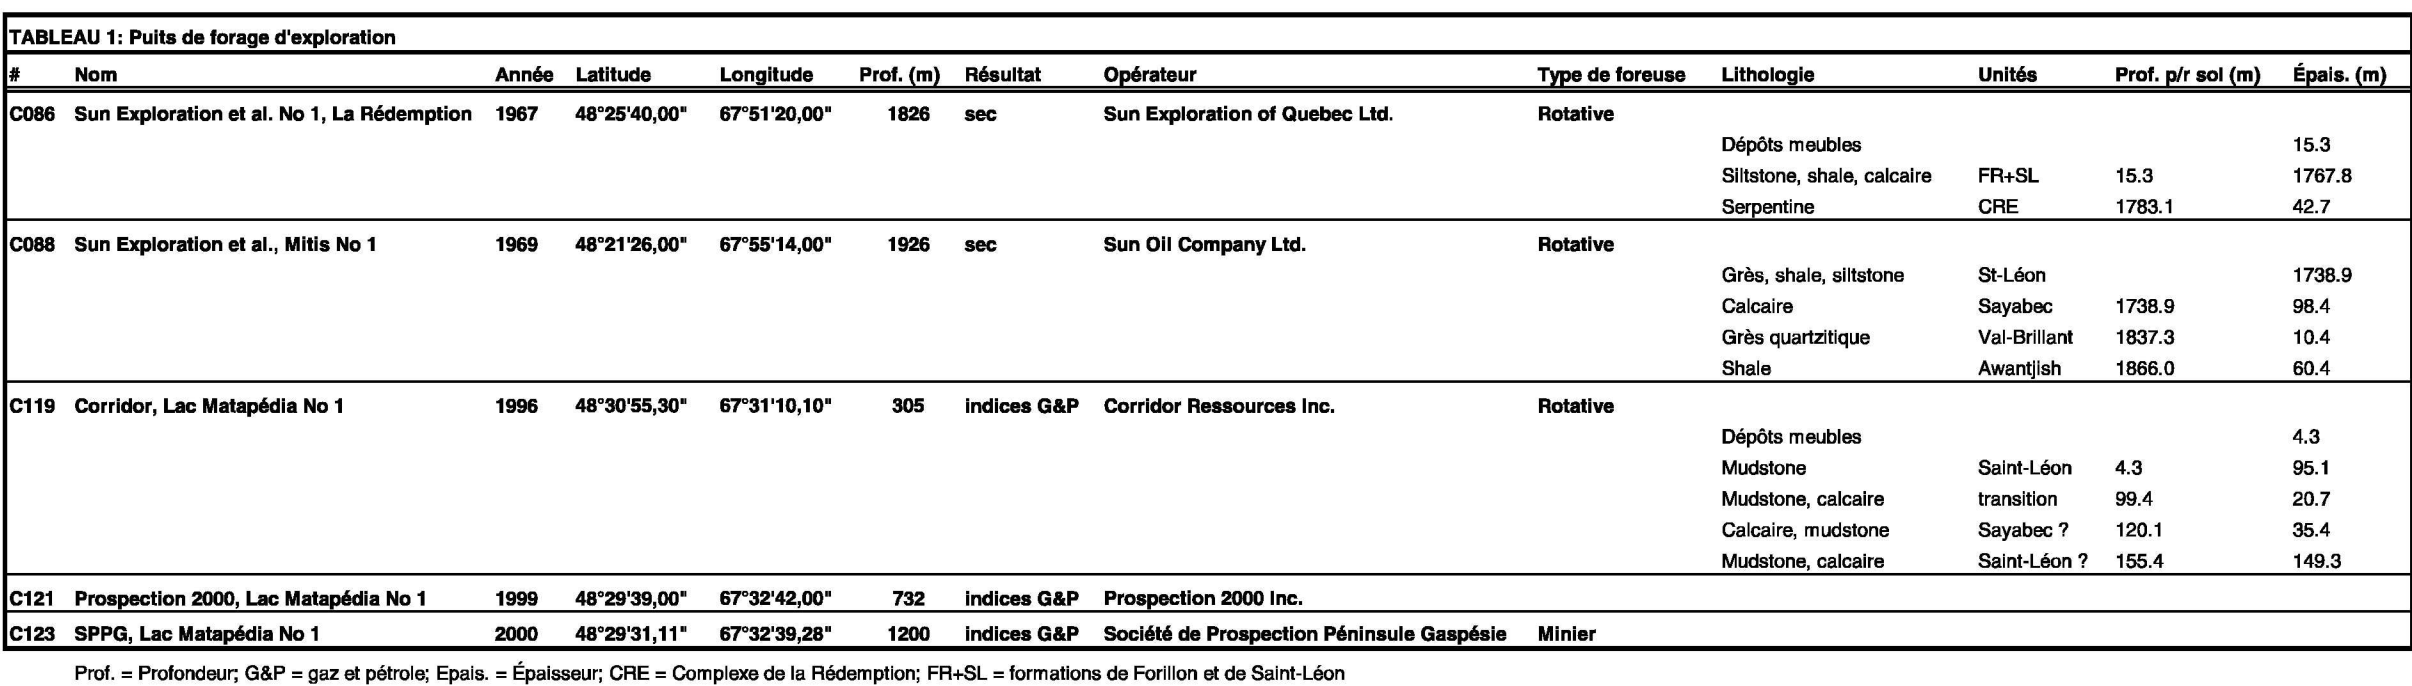 TABLEAU 1: Puits de forage d'exploration
# Nom Année Latitude Longitude Prof. (m) Résultat Opérateur Type de foreuse Lithologie Unités Prof. p/r sol (m) Épais. (m)
C086 Sun Exploration et al. No 1, La Rédemption 1967 48°25'40,00" 67°51'20,00" 1826 sec Sun Exploration of Quebec Ltd. Rotative
Dépôts meubles 15.3
Siltstone, shale, calcaire FR+SL 15.3 1767.8
Serpentine CRE 1783.1 42.7
C088 Sun Exploration et al., Mitis No 1 1969 48°21'26,00" 67°55'14,00" 1926 sec Sun Oil Company Ltd. Rotative
Grès, shale, siltstone St-Léon 1738.9
Calcaire Sayabec 1738.9 98.4
Grès quartzitique Val-Brillant 1837.3 10.4
Shale Awantjish 1866.0 60.4
C119 Corridor, Lac Matapédia No 1 1996 48°30'55,30" 67°31'10,10" 305 indices G&P Corridor Ressources Inc. Rotative
Dépôts meubles 4.3
Mudstone Saint-Léon 4.3 95.1
Mudstone, calcaire transition 99.4 20.7
Calcaire, mudstone Sayabec ? 120.1 35.4
Mudstone, calcaire Saint-Léon ? 155.4 149.3
C121 Prospection 2000, Lac Matapédia No 1 1999 48°29'39,00" 67°32'42,00" 732 indices G&P Prospection 2000 Inc.
C123 SPPG, Lac Matapédia No 1 2000 48°29'31,11" 67°32'39,28" 1200 indices G&P Société de Prospection Péninsule Gaspésie Minier
Prof. = Profondeur; G&P = gaz et pétrole; Epais. = Épaisseur; CRE = Complexe de la Rédemption; FR+SL = formations de Forillon et de Saint-Léon